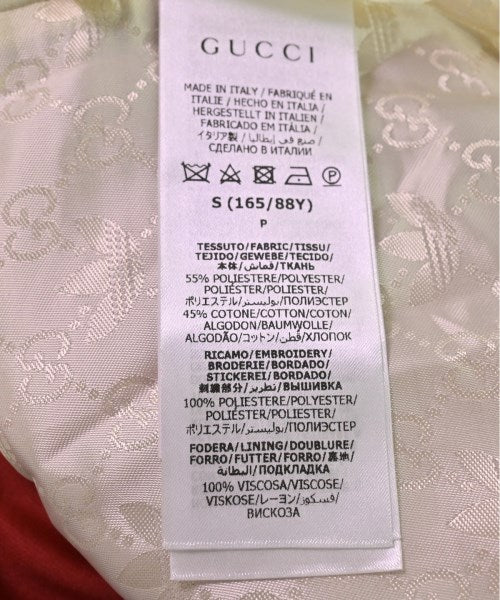 GUCCI
MADE IN ITALY / FABRIQUÉ EN
ITALIE / HECHO EN ITALIA /
HERGESTELLT IN ITALIEN /
FABRICADO EM ITÁLIA /
イタリア製 / صنع في إيطاليا /
СДЕЛАНО В ИТАЛИИ
P
S (165/88Y)
P
TESSUTO/FABRIC/TISSU/
TEJIDO/GEWEBE/TECIDO/
本体/قماش/ТКАНЬ
55% POLIESTERE/POLYESTER/
POLIÉSTER/POLIESTER/
ポリエステル/بوليستر/ПОЛИЭСТЕР
45% COTONE/COTTON/COTON/
ALGODON/BAUMWOLLE/
ALGODÃO/コットン/قطن/ХЛОПОК
RICAMO/EMBROIDERY/
BRODERIE/BORDADO/
STICKEREI/BORDADO/
刺繍部分/تطريز/ВЫШИВКА
100% POLIESTERE/POLYESTER/
POLIÉSTER/POLIESTER/
ポリエステル/بوليستر/ПОЛИЭСТЕР
FODERA/LINING/DOUBLURE/
FORRO/FUTTER/FORRO/裏地/
البطانة/ПОДКЛАДКА
100% VISCOSA/VISCOSE/
VISKOSE/レーヨン/فسكوز/
ВИСКОЗА